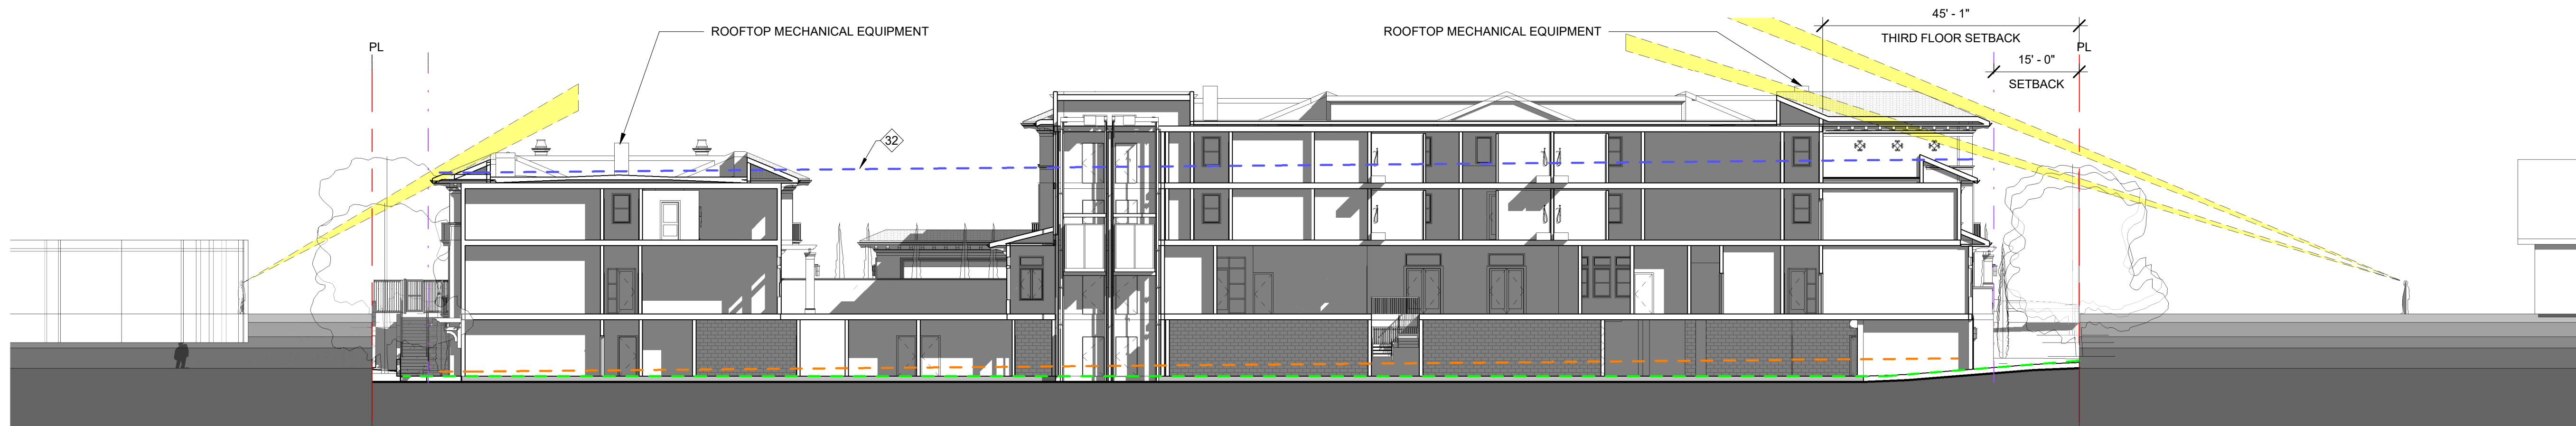 PL
ROOFTOP MECHANICAL EQUIPMENT
32
ROOFTOP MECHANICAL EQUIPMENT
45' - 1"
THIRD FLOOR SETBACK
PL
15' - 0"
SETBACK